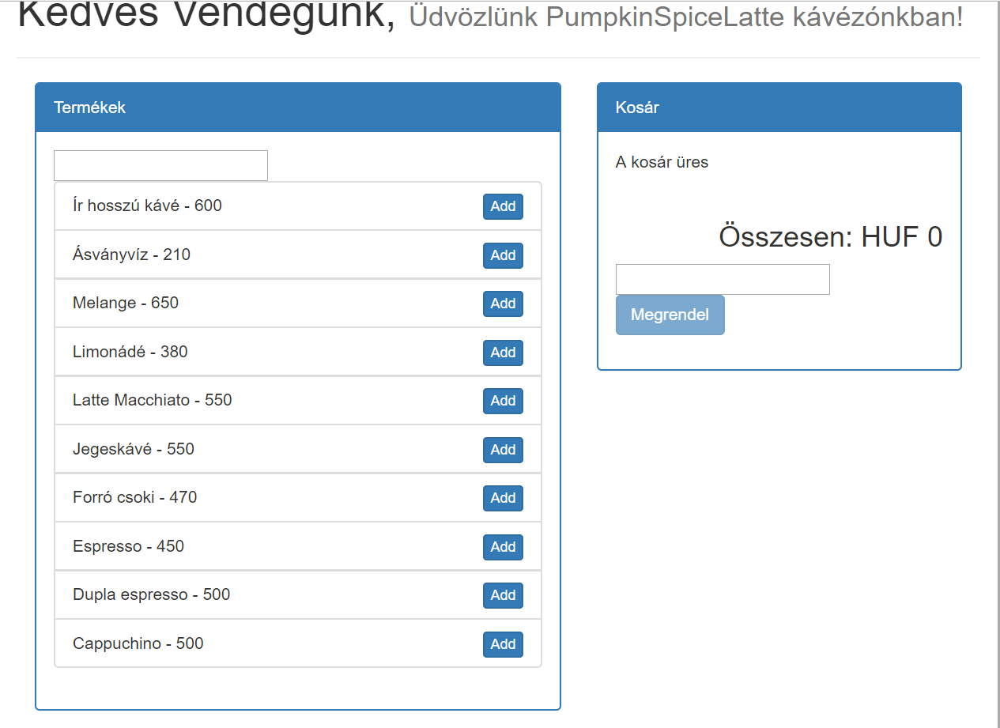 Kedves Vendégünk, Üdvözlünk PumpkinSpiceLatte kávézónkban!
Termékek
Ír hosszú kávé - 600 Add
Ásványvíz - 210 Add
Melange - 650 Add
Limonádé - 380 Add
Latte Macchiato - 550 Add
Jegeskávé - 550 Add
Forró csoki - 470 Add
Espresso - 450 Add
Dupla espresso - 500 Add
Cappuchino - 500 Add
Kosár
A kosár üres
Összesen: HUF 0
Megrendel